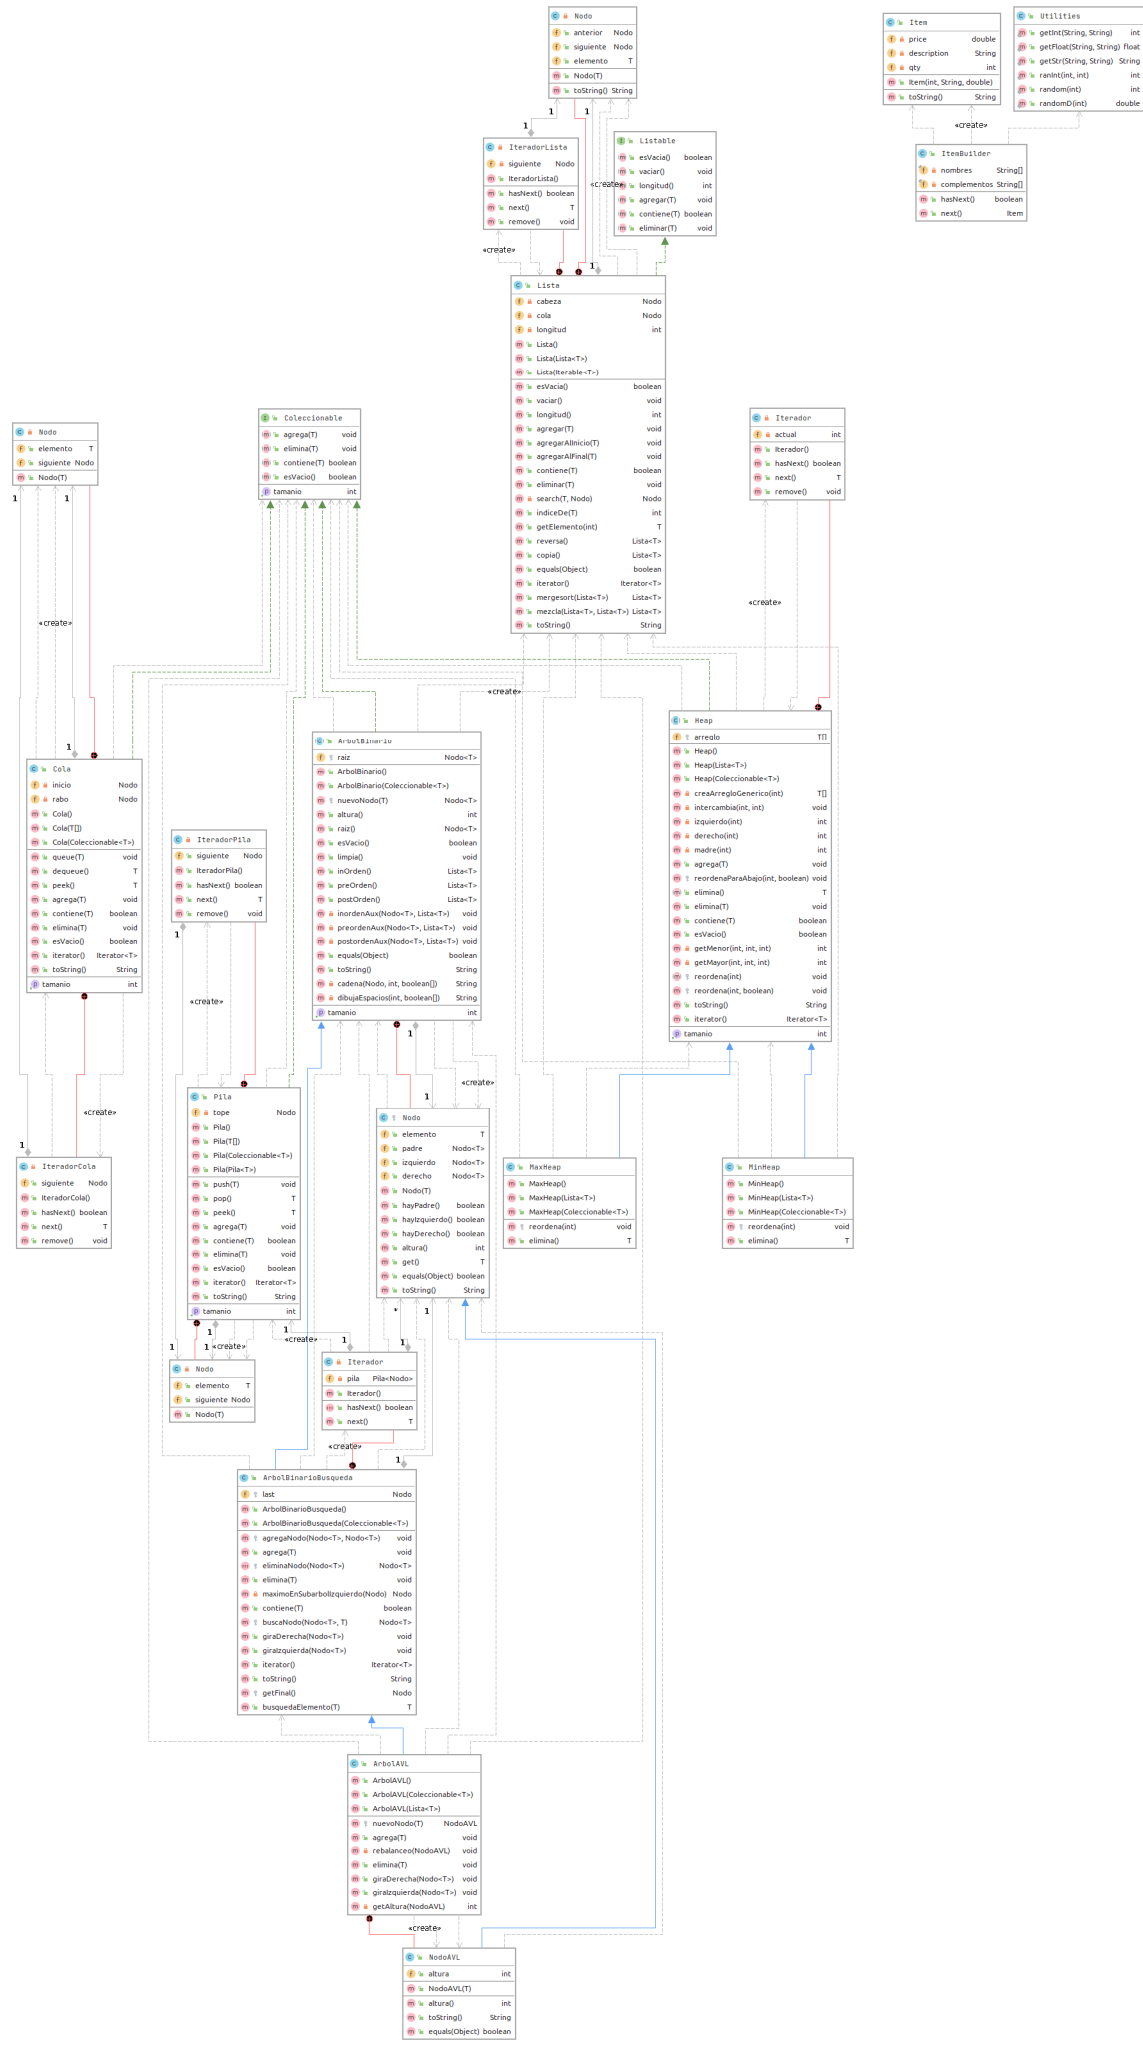 Nodo
anterior Nodo
siguiente Nodo
elemento T
Nodo(T)
toString() String
Item
price double
description String
qty int
Item(int, String, double)
toString() String
Utilities
getInt(String, String) int
getFloat(String, String) float
getStr(String, String) String
ranInt(int, int) int
random(int) int
randomD(int) double
1
1
1
«create»
IteradorLista
siguiente Nodo
IteradorLista()
hasNext() boolean
next() T
remove() void
Listable
esVacia() boolean
vaciar() void
longitud() int
agregar(T) void
contiene(T) boolean
eliminar(T) void
«create»
ItemBuilder
nombres String[]
complementos String[]
hasNext() boolean
next() Item
«create»
1
Lista
cabeza Nodo
cola Nodo
longitud int
Lista()
Lista(Lista<T>)
Lista(Iterable<T>)
esVacia() boolean
vaciar() void
longitud() int
agregar(T) void
agregarAlInicio(T) void
agregarAlFinal(T) void
contiene(T) boolean
eliminar(T) void
search(T, Nodo) Nodo
indiceDe(T) int
getElemento(int) T
reversa() Lista<T>
copia() Lista<T>
equals(Object) boolean
iterator() Iterator<T>
mergesort(Lista<T>) Lista<T>
mezcla(Lista<T>, Lista<T>) Lista<T>
toString() String
Nodo
elemento T
siguiente Nodo
Nodo(T)
Coleccionable
agrega(T) void
elimina(T) void
contiene(T) boolean
esVacio() boolean
tamanio int
Iterador
actual int
Iterador()
hasNext() boolean
next() T
remove() void
1
1
«create»
«create»
«create»
1
Cola
inicio Nodo
rabo Nodo
Cola()
Cola(T[])
Cola(Coleccionable<T>)
queue(T) void
dequeue() T
peek() T
agrega(T) void
contiene(T) boolean
elimina(T) void
esVacio() boolean
iterator() Iterator<T>
toString() String
tamanio int
IteradorPila
siguiente Nodo
IteradorPila()
hasNext() boolean
next() T
remove() void
ArbolBinario
raiz Nodo<T>
ArbolBinario()
ArbolBinario(Coleccionable<T>)
nuevoNodo(T) Nodo<T>
altura() int
raiz() Nodo<T>
esVacio() boolean
limpia() void
inOrden() Lista<T>
preOrden() Lista<T>
postOrden() Lista<T>
inordenAux(Nodo<T>, Lista<T>) void
preordenAux(Nodo<T>, Lista<T>) void
postordenAux(Nodo<T>, Lista<T>) void
equals(Object) boolean
toString() String
cadena(Nodo, int, boolean[]) String
dibujaEspacios(int, boolean[]) String
tamanio int
Heap
arreglo T[]
Heap()
Heap(Lista<T>)
Heap(Coleccionable<T>)
creaArregloGenerico(int) T[]
intercambia(int, int) void
izquierdo(int) int
derecho(int) int
madre(int) int
agrega(T) void
reordenaParaAbajo(int, boolean) void
elimina() T
elimina(T) void
contiene(T) boolean
esVacio() boolean
getMenor(int, int, int) int
getMayor(int, int, int) int
reordena(int) void
reordena(int, boolean) void
toString() String
iterator() Iterator<T>
tamanio int
1
«create»
1
«create»
1
«create»
1
IteradorCola
siguiente Nodo
IteradorCola()
hasNext() boolean
next() T
remove() void
Pila
tope Nodo
Pila()
Pila(T[])
Pila(Coleccionable<T>)
Pila(Pila<T>)
push(T) void
pop() T
peek() T
agrega(T) void
contiene(T) boolean
elimina(T) void
esVacio() boolean
iterator() Iterator<T>
toString() String
tamanio int
Nodo
elemento T
padre Nodo<T>
izquierdo Nodo<T>
derecho Nodo<T>
Nodo(T)
hayPadre() boolean
hayIzquierdo() boolean
hayDerecho() boolean
altura() int
get() T
equals(Object) boolean
toString() String
MaxHeap
MaxHeap()
MaxHeap(Lista<T>)
MaxHeap(Coleccionable<T>)
reordena(int) void
elimina() T
MinHeap
MinHeap()
MinHeap(Lista<T>)
MinHeap(Coleccionable<T>)
reordena(int) void
elimina() T
1
1
*
1
1
1
«create»
«create»
1
1
Nodo
elemento T
siguiente Nodo
Nodo(T)
Iterador
pila Pila<Nodo>
Iterador()
hasNext() boolean
next() T
«create»
1
ArbolBinarioBusqueda
last Nodo
ArbolBinarioBusqueda()
ArbolBinarioBusqueda(Coleccionable<T>)
agregaNodo(Nodo<T>, Nodo<T>) void
agrega(T) void
eliminaNodo(Nodo<T>) Nodo<T>
elimina(T) void
maximoEnSubarbolIzquierdo(Nodo) Nodo
contiene(T) boolean
buscaNodo(Nodo<T>, T) Nodo<T>
giraDerecha(Nodo<T>) void
giraIzquierda(Nodo<T>) void
iterator() Iterator<T>
toString() String
getFinal() Nodo
busquedaElemento(T) T
ArbolAVL
ArbolAVL()
ArbolAVL(Coleccionable<T>)
ArbolAVL(Lista<T>)
nuevoNodo(T) NodoAVL
agrega(T) void
rebalanceo(NodoAVL) void
elimina(T) void
giraDerecha(Nodo<T>) void
giraIzquierda(Nodo<T>) void
getAltura(NodoAVL) int
«create»
NodoAVL
altura int
NodoAVL(T)
altura() int
toString() String
equals(Object) boolean